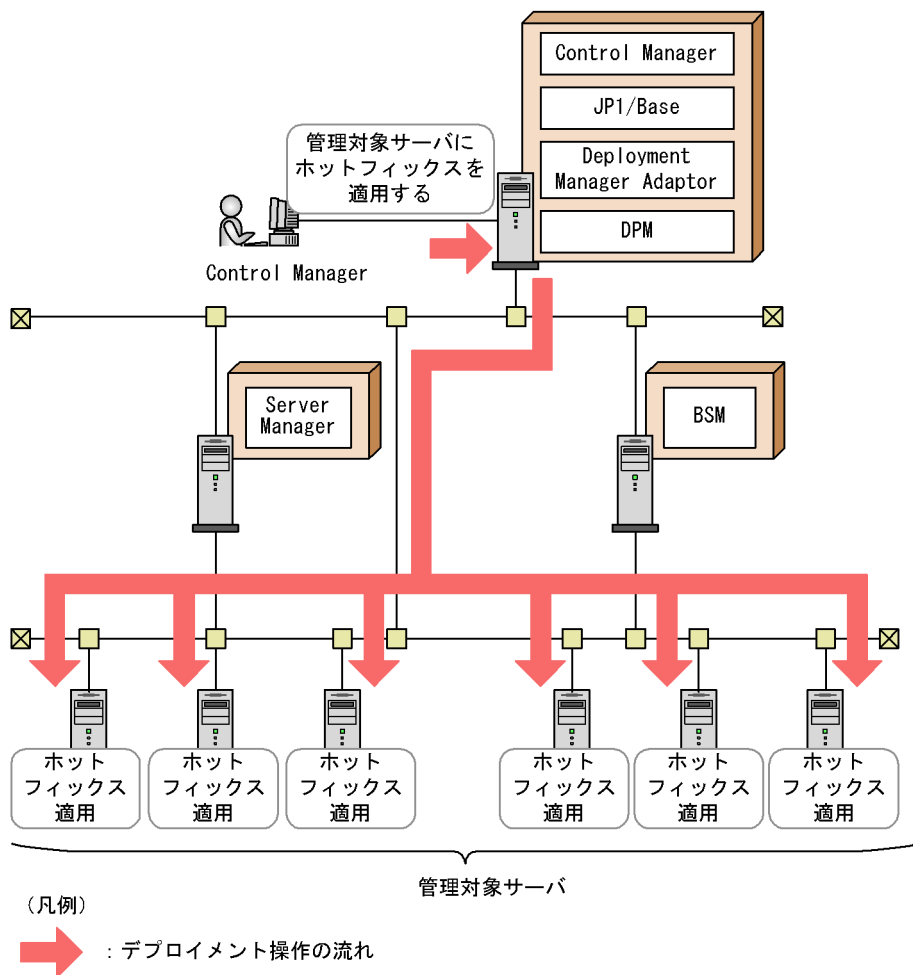 Control Manager
JP1/Base
Deployment
Manager Adaptor
DPM
管理対象サーバに
ホットフィックスを
適用する
Control Manager
Server
Manager
BSM
ホット
フィックス
適用
ホット
フィックス
適用
ホット
フィックス
適用
ホット
フィックス
適用
ホット
フィックス
適用
ホット
フィックス
適用
管理対象サーバ
(凡例)
:デプロイメント操作の流れ